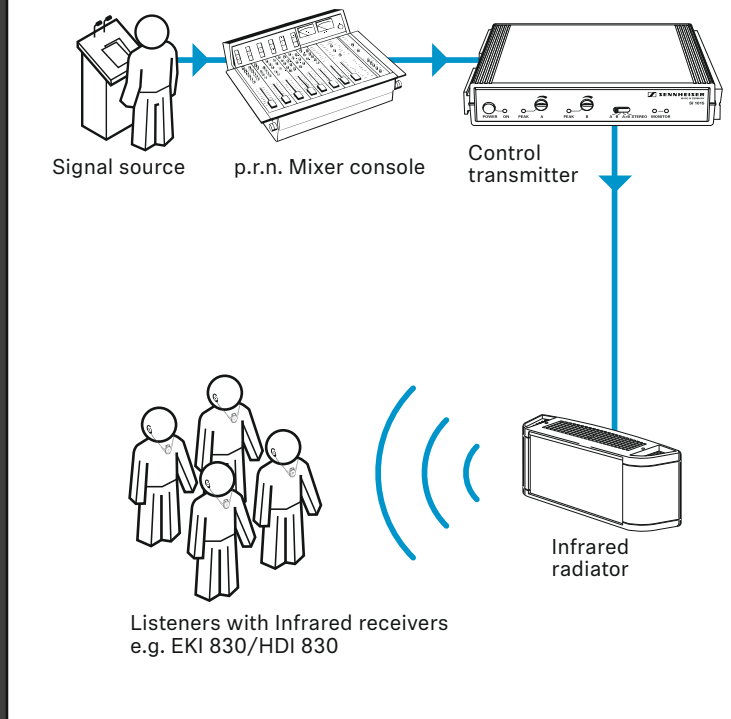 Signal source
p.r.n. Mixer console
SENNHEISER
SI 1015
POWER ON PEAK A PEAK B A B A+B STEREO MONITOR
Control
transmitter
Infrared
radiator
Listeners with Infrared receivers
e.g. EKI 830/HDI 830